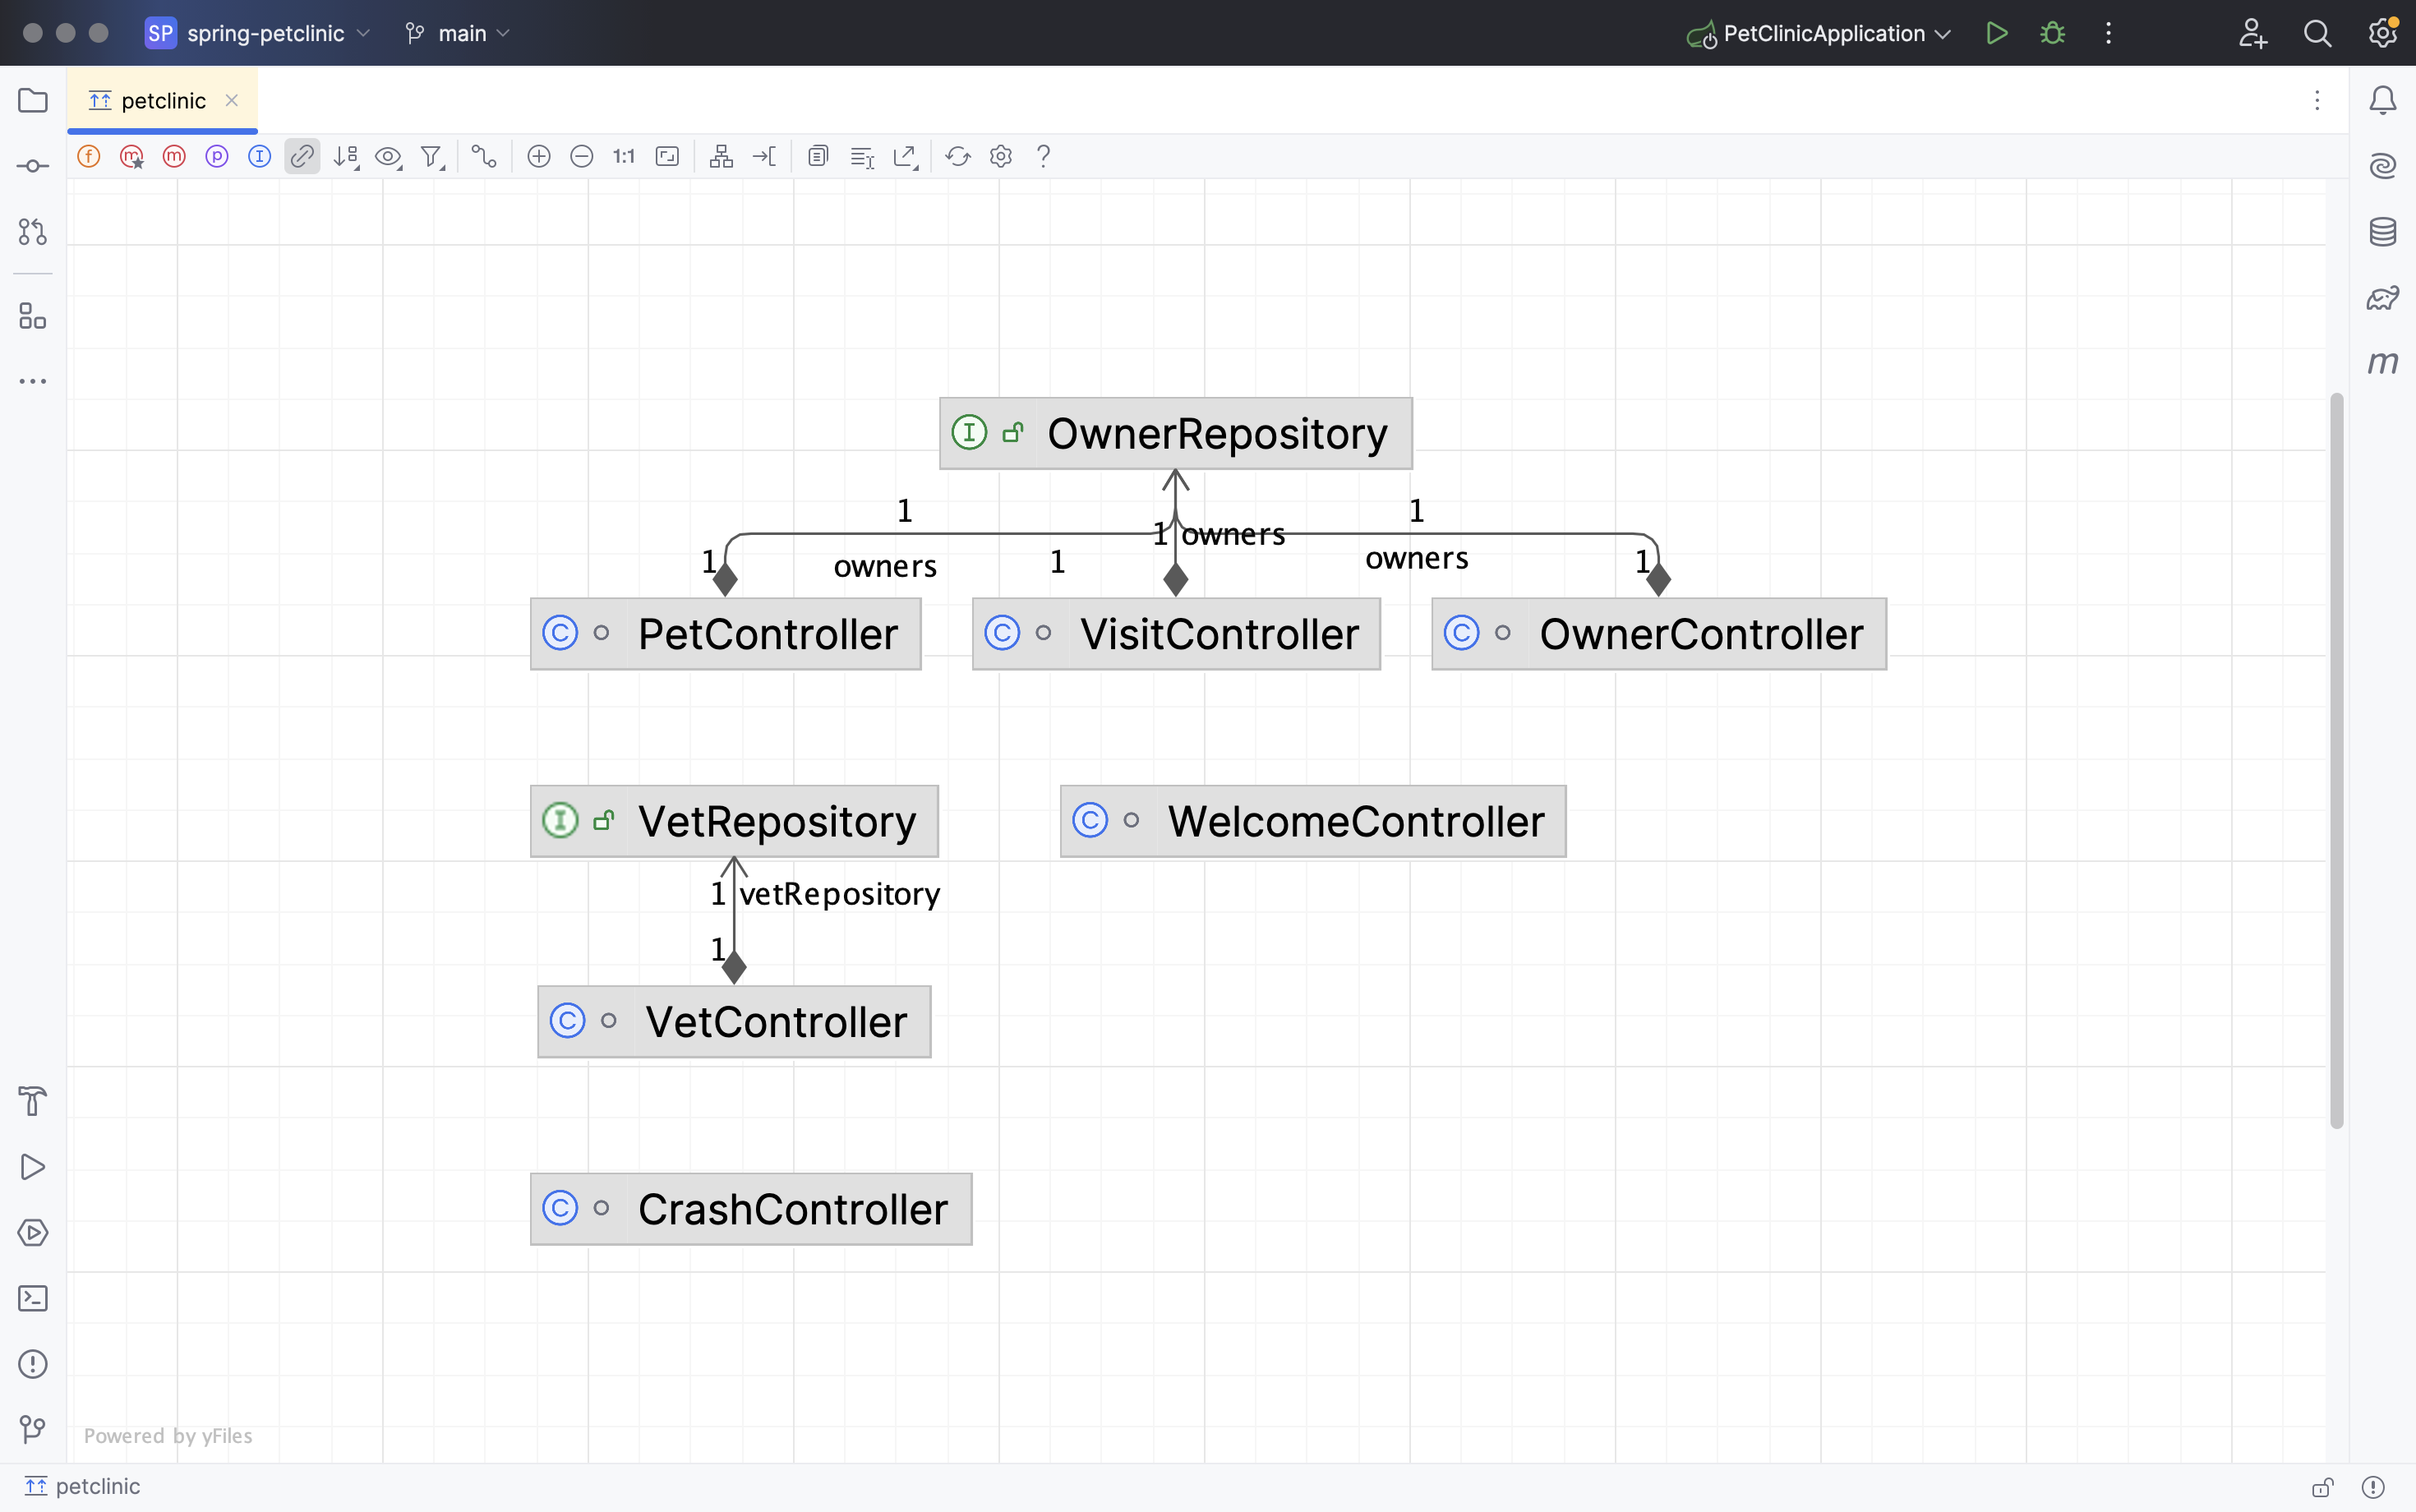 SP spring-petclinic main PetClinicApplication
petclinic
f m m p I 1:1 ?
m
I OwnerRepository
1 1
1 owners
1 owners 1 owners 1
C PetController C VisitController C OwnerController
I VetRepository C WelcomeController
1 vetRepository
1
C VetController
C CrashController
Powered by yFiles
petclinic